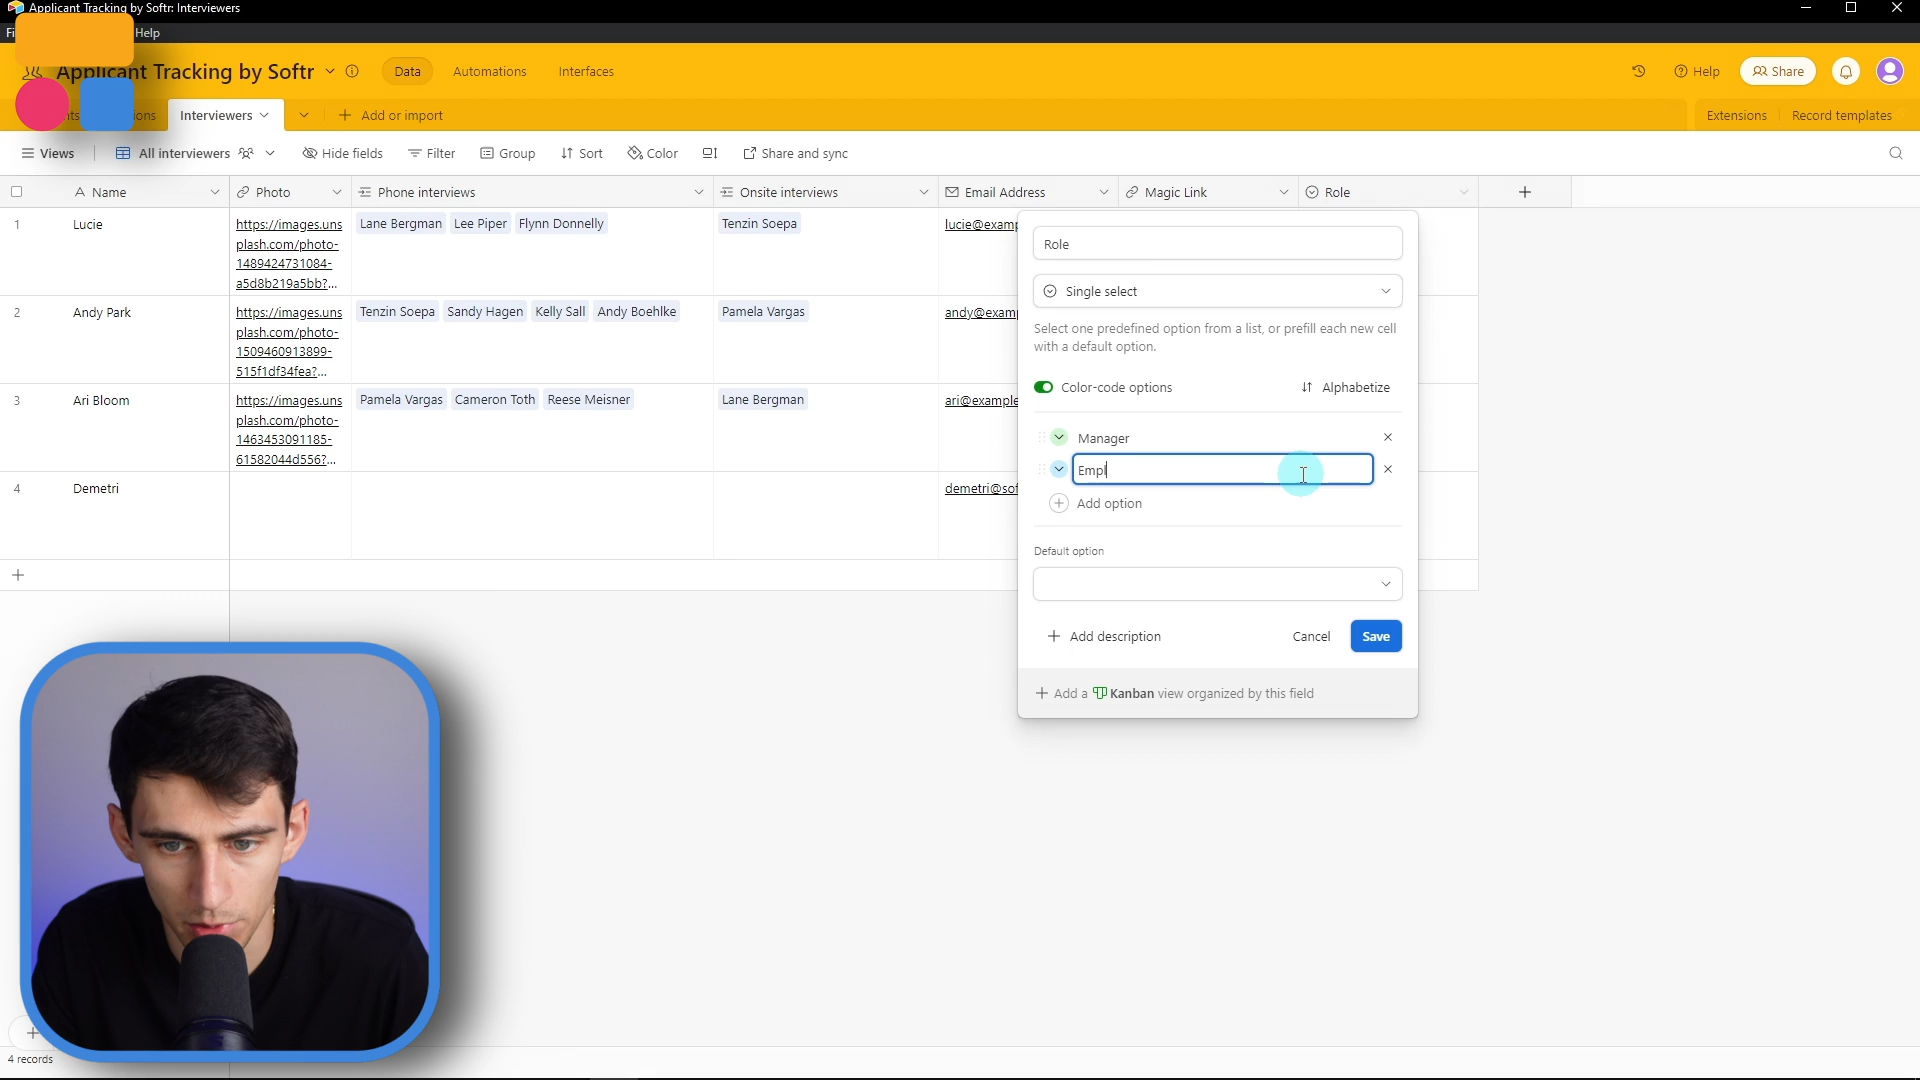 Applicant Tracking by Softr: Interviewers
Help
Applicant Tracking by Softr
Data
Automations
Interfaces
Help
Share
Interviewers
Add or import
Extensions
Record templates
Views
All interviewers
Hide fields
Filter
Group
Sort
Color
Share and sync
Name
Photo
Phone interviews
Onsite interviews
Email Address
Magic Link
Role
1
Lucie
https://images.uns
plash.com/photo-
1489424731084-
a5d8b219a5bb?...
Lane Bergman
Lee Piper
Flynn Donnelly
Tenzin Soepa
lucie@examp
2
Andy Park
https://images.uns
plash.com/photo-
1509460913899-
515f1df34fea?...
Tenzin Soepa
Sandy Hagen
Kelly Sall
Andy Boehlke
Pamela Vargas
andy@examp
3
Ari Bloom
https://images.uns
plash.com/photo-
1463453091185-
61582044d556?...
Pamela Vargas
Cameron Toth
Reese Meisner
Lane Bergman
ari@example
4
Demetri
demetri@sof
Role
Single select
Select one predefined option from a list, or prefill each new cell
with a default option.
Color-code options
Alphabetize
Manager
Empl
Add option
Default option
Add description
Cancel
Save
Add a Kanban view organized by this field
4 records